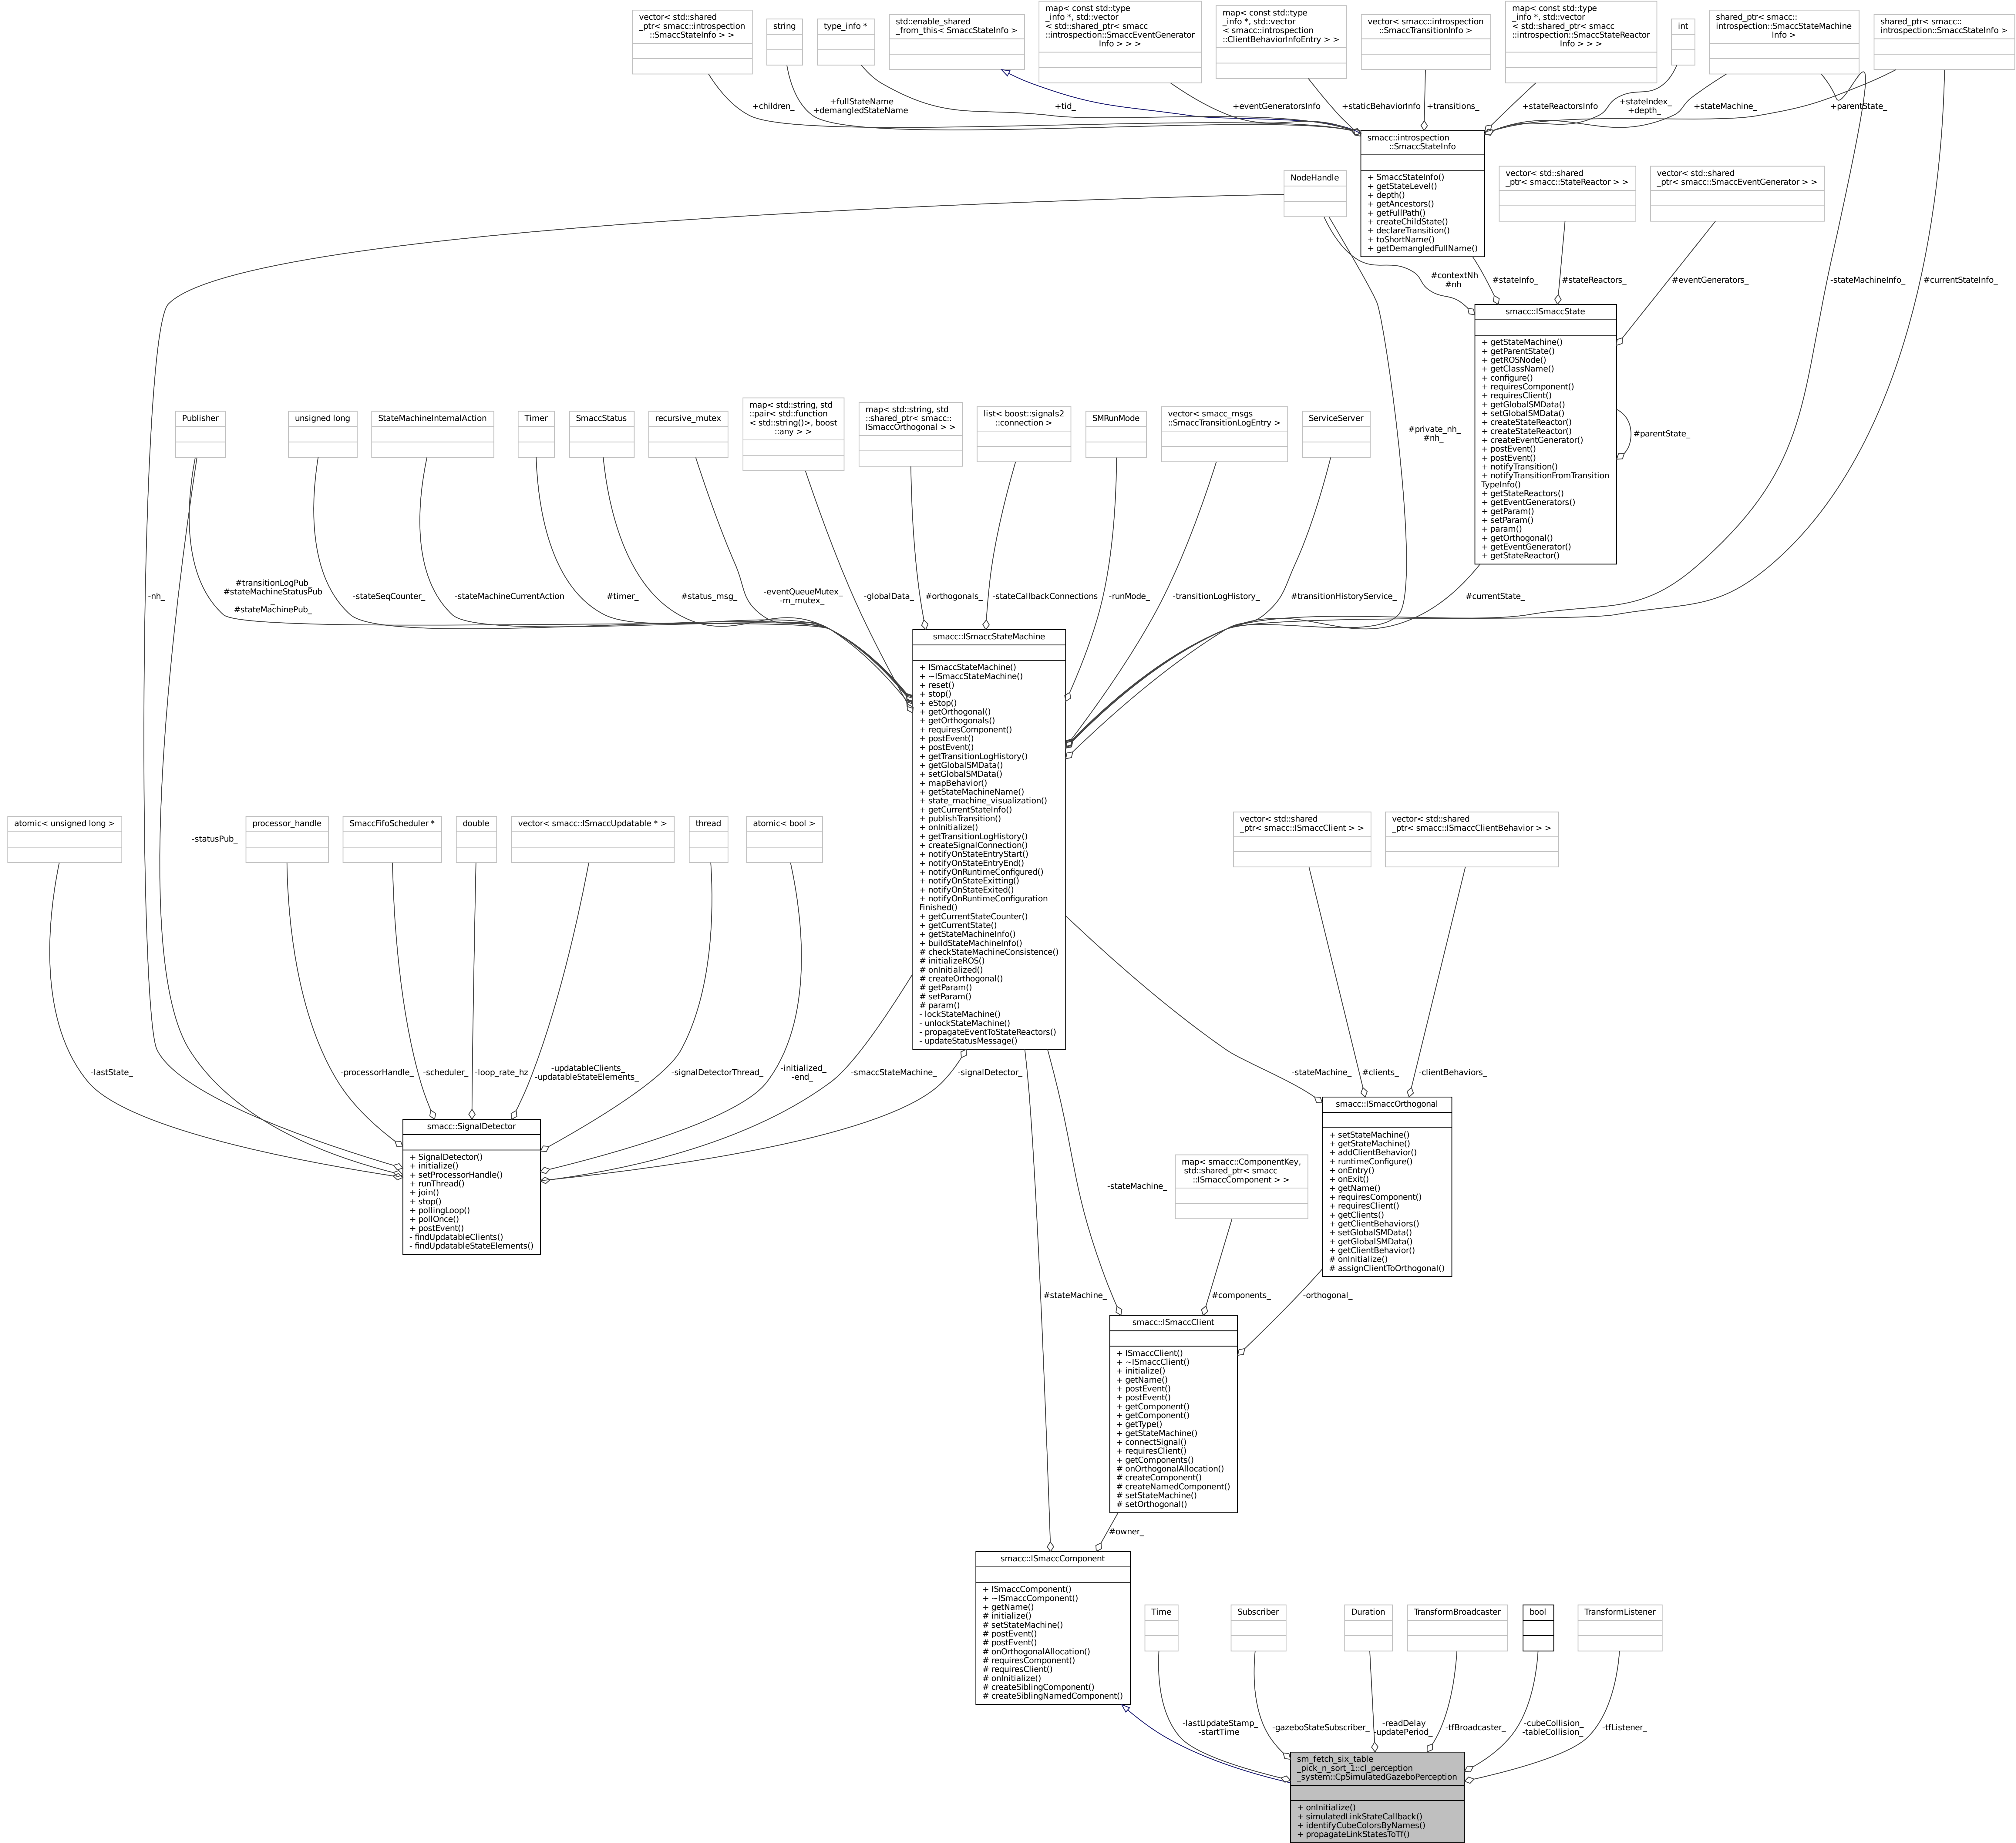 vector< std::shared
_ptr< smacc::introspection
::SmaccStateInfo > >
string
type_info *
std::enable_shared
_from_this< SmaccStateInfo >
map< const std::type
_info *, std::vector
< std::shared_ptr< smacc
::introspection::SmaccEventGenerator
Info > > >
map< const std::type
_info *, std::vector
< smacc::introspection
::ClientBehaviorInfoEntry > >
vector< smacc::introspection
::SmaccTransitionInfo >
map< const std::type
_info *, std::vector
< std::shared_ptr< smacc
::introspection::SmaccStateReactor
Info > > >
int
shared_ptr< smacc::
introspection::SmaccStateMachine
Info >
shared_ptr< smacc::
introspection::SmaccStateInfo >
+children_
+fullStateName
+demangledStateName
+tid_
+eventGeneratorsInfo
+staticBehaviorInfo
+transitions_
+stateReactorsInfo
+stateIndex_
+depth_
+stateMachine_
+parentState_
smacc::introspection
::SmaccStateInfo
+ SmaccStateInfo()
+ getStateLevel()
+ depth()
+ getAncestors()
+ getFullPath()
+ createChildState()
+ declareTransition()
+ toShortName()
+ getDemangledFullName()
NodeHandle
vector< std::shared
_ptr< smacc::StateReactor > >
vector< std::shared
_ptr< smacc::SmaccEventGenerator > >
#contextNh
#nh
#stateInfo_
#stateReactors_
#eventGenerators_
-stateMachineInfo_
#currentStateInfo_
smacc::ISmaccState
+ getStateMachine()
+ getParentState()
+ getROSNode()
+ getClassName()
+ configure()
+ requiresComponent()
+ requiresClient()
+ getGlobalSMData()
+ setGlobalSMData()
+ createStateReactor()
+ createStateReactor()
+ createEventGenerator()
+ postEvent()
+ postEvent()
+ notifyTransition()
+ notifyTransitionFromTransition
TypeInfo()
+ getStateReactors()
+ getEventGenerators()
+ getParam()
+ setParam()
+ param()
+ getOrthogonal()
+ getEventGenerator()
+ getStateReactor()
#parentState_
Publisher
unsigned long
StateMachineInternalAction
Timer
SmaccStatus
recursive_mutex
map< std::string, std
::pair< std::function
< std::string()>, boost
::any > >
map< std::string, std
::shared_ptr< smacc::
ISmaccOrthogonal > >
list< boost::signals2
::connection >
SMRunMode
vector< smacc_msgs
::SmaccTransitionLogEntry >
ServiceServer
#private_nh_
#nh_
-nh_
#transitionLogPub_
#stateMachineStatusPub
_
#stateMachinePub_
-stateSeqCounter_
-stateMachineCurrentAction
#timer_
#status_msg_
-eventQueueMutex_
-m_mutex_
-globalData_
#orthogonals_
-stateCallbackConnections
-runMode_
-transitionLogHistory_
#transitionHistoryService_
#currentState_
smacc::ISmaccStateMachine
+ ISmaccStateMachine()
+ ~ISmaccStateMachine()
+ reset()
+ stop()
+ eStop()
+ getOrthogonal()
+ getOrthogonals()
+ requiresComponent()
+ postEvent()
+ postEvent()
+ getTransitionLogHistory()
+ getGlobalSMData()
+ setGlobalSMData()
+ mapBehavior()
+ getStateMachineName()
+ state_machine_visualization()
+ getCurrentStateInfo()
+ publishTransition()
+ onInitialize()
+ getTransitionLogHistory()
+ createSignalConnection()
+ notifyOnStateEntryStart()
+ notifyOnStateEntryEnd()
+ notifyOnRuntimeConfigured()
+ notifyOnStateExitting()
+ notifyOnStateExited()
+ notifyOnRuntimeConfiguration
Finished()
+ getCurrentStateCounter()
+ getCurrentState()
+ getStateMachineInfo()
+ buildStateMachineInfo()
# checkStateMachineConsistence()
# initializeROS()
# onInitialized()
# createOrthogonal()
# getParam()
# setParam()
# param()
- lockStateMachine()
- unlockStateMachine()
- propagateEventToStateReactors()
- updateStatusMessage()
atomic< unsigned long >
-statusPub_
processor_handle
SmaccFifoScheduler *
double
vector< smacc::ISmaccUpdatable * >
thread
atomic< bool >
vector< std::shared
_ptr< smacc::ISmaccClient > >
vector< std::shared
_ptr< smacc::ISmaccClientBehavior > >
-lastState_
-processorHandle_
-scheduler_
-loop_rate_hz
-updatableClients_
-updatableStateElements_
-signalDetectorThread_
-initialized_
-end_
-smaccStateMachine_
-signalDetector_
-stateMachine_
#clients_
-clientBehaviors_
smacc::SignalDetector
+ SignalDetector()
+ initialize()
+ setProcessorHandle()
+ runThread()
+ join()
+ stop()
+ pollingLoop()
+ pollOnce()
+ postEvent()
- findUpdatableClients()
- findUpdatableStateElements()
smacc::ISmaccOrthogonal
+ setStateMachine()
+ getStateMachine()
+ addClientBehavior()
+ runtimeConfigure()
+ onEntry()
+ onExit()
+ getName()
+ requiresComponent()
+ requiresClient()
+ getClients()
+ getClientBehaviors()
+ setGlobalSMData()
+ getGlobalSMData()
+ getClientBehavior()
# onInitialize()
# assignClientToOrthogonal()
map< smacc::ComponentKey,
std::shared_ptr< smacc
::ISmaccComponent > >
-stateMachine_
#stateMachine_
#components_
-orthogonal_
smacc::ISmaccClient
+ ISmaccClient()
+ ~ISmaccClient()
+ initialize()
+ getName()
+ postEvent()
+ postEvent()
+ getComponent()
+ getComponent()
+ getType()
+ getStateMachine()
+ connectSignal()
+ requiresClient()
+ getComponents()
# onOrthogonalAllocation()
# createComponent()
# createNamedComponent()
# setStateMachine()
# setOrthogonal()
#owner_
smacc::ISmaccComponent
+ ISmaccComponent()
+ ~ISmaccComponent()
+ getName()
# initialize()
# setStateMachine()
# postEvent()
# postEvent()
# onOrthogonalAllocation()
# requiresComponent()
# requiresClient()
# onInitialize()
# createSiblingComponent()
# createSiblingNamedComponent()
Time
Subscriber
Duration
TransformBroadcaster
bool
TransformListener
-lastUpdateStamp_
-startTime
-gazeboStateSubscriber_
-readDelay
-updatePeriod_
-tfBroadcaster_
-cubeCollision_
-tableCollision_
-tfListener_
sm_fetch_six_table
_pick_n_sort_1::cl_perception
_system::CpSimulatedGazeboPerception
+ onInitialize()
+ simulatedLinkStateCallback()
+ identifyCubeColorsByNames()
+ propagateLinkStatesToTf()